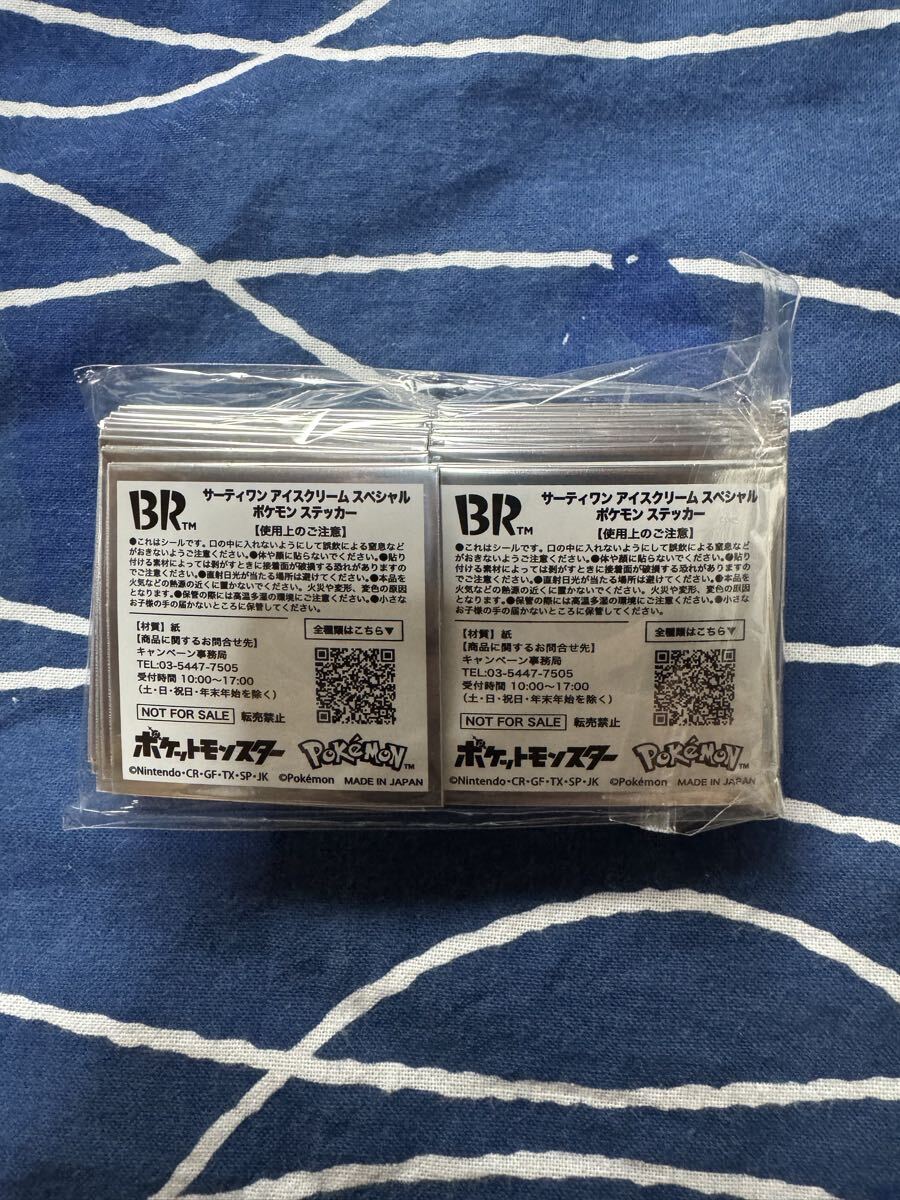 BR™
サーティワン アイスクリーム スペシャル
ポケモン ステッカー
【使用上のご注意】
●これはシールです。口の中に入れないようにして誤飲による窒息など
がおきないようご注意ください。●体や顔に貼らないでください。●貼り
付ける素材によっては剥がすときに接着面が破損する恐れがありますの
でご注意ください。●直射日光が当たる場所は避けてください。●本品を
火気などの熱源の近くに置かないでください。火災や変形、変色の原因
となります。●保管の際には高温多湿の環境にご注意ください。●小さな
お子様の手の届かないところに保管してください。
【材質】紙
【商品に関するお問合せ先】
キャンペーン事務局
TEL:03-5447-7505
受付時間 10:00〜17:00
（土・日・祝日・年末年始を除く）
全種類はこちら▼
NOT FOR SALE 転売禁止
ポケットモンスター POKéMON™
©Nintendo・CR・GF・TX・SP・JK ©Pokémon MADE IN JAPAN
BR™
サーティワン アイスクリーム スペシャル
ポケモン ステッカー
【使用上のご注意】
●これはシールです。口の中に入れないようにして誤飲による窒息など
がおきないようご注意ください。●体や顔に貼らないでください。●貼り
付ける素材によっては剥がすときに接着面が破損する恐れがありますの
でご注意ください。●直射日光が当たる場所は避けてください。●本品を
火気などの熱源の近くに置かないでください。火災や変形、変色の原因
となります。●保管の際には高温多湿の環境にご注意ください。●小さな
お子様の手の届かないところに保管してください。
【材質】紙
【商品に関するお問合せ先】
キャンペーン事務局
TEL:03-5447-7505
受付時間 10:00〜17:00
（土・日・祝日・年末年始を除く）
全種類はこちら▼
NOT FOR SALE 転売禁止
ポケットモンスター POKéMON™
©Nintendo・CR・GF・TX・SP・JK ©Pokémon MADE IN JAPAN